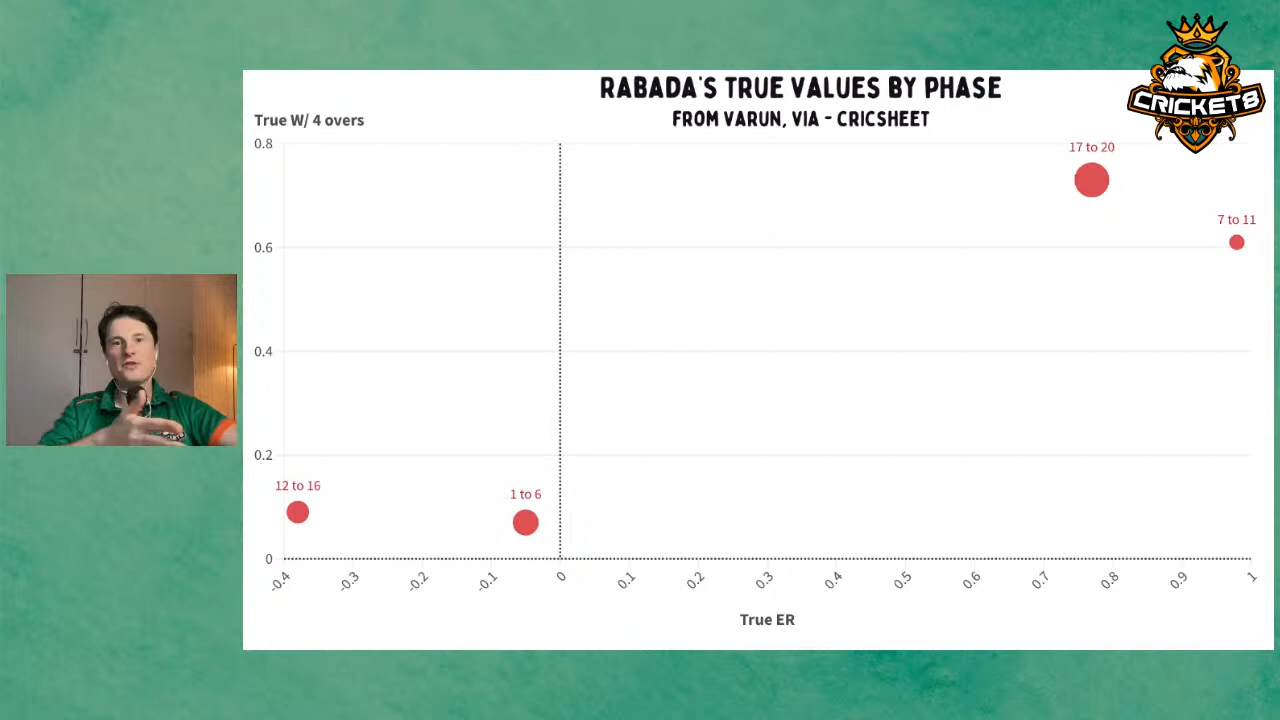 RABADA'S TRUE VALUES BY PHASE
FROM VARUN, VIA - CRICSHEET
CRICKET8
True W/ 4 overs
0.8
0.6
0.4
0.2
0
17 to 20
7 to 11
12 to 16
1 to 6
-0.4
-0.3
-0.2
-0.1
0
0.1
0.2
0.3
0.4
0.5
0.6
0.7
0.8
0.9
1
True ER